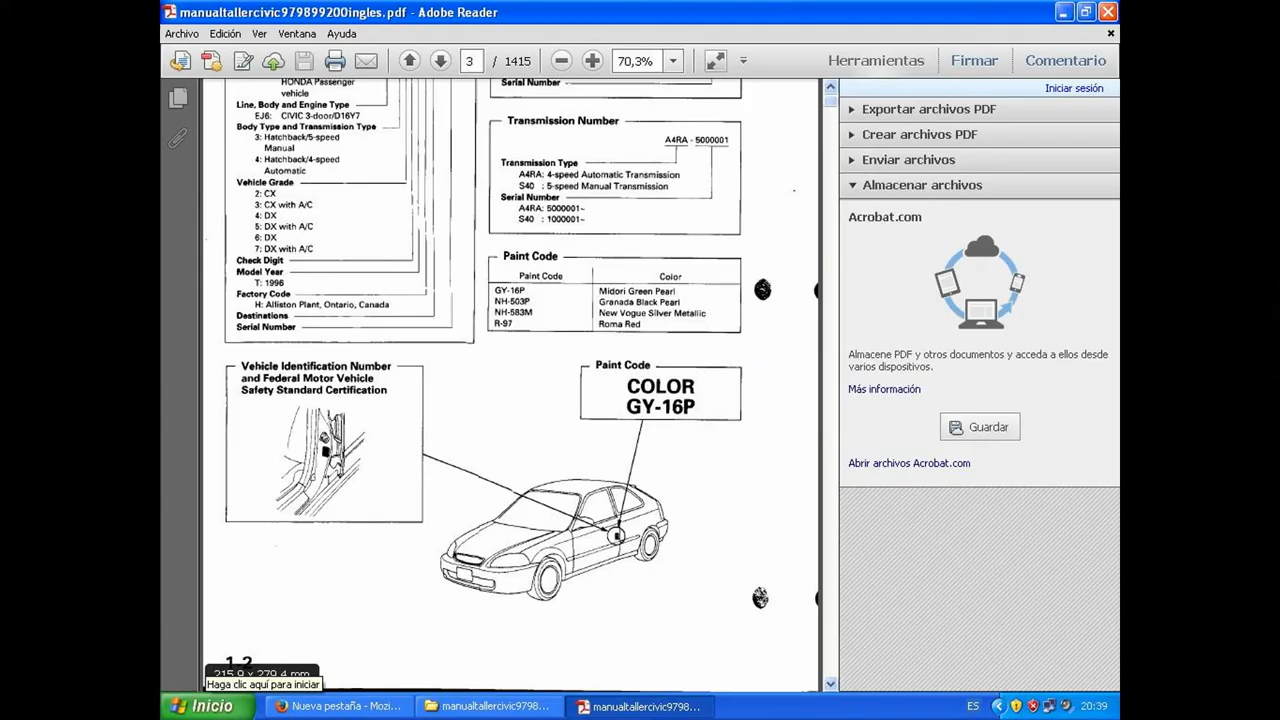 manualtallercivic979899200ingles.pdf - Adobe Reader
Archivo Edición Ver Ventana Ayuda
3 / 1415 70,3% Herramientas Firmar Comentario
HONDA Passenger
vehicle
Line, Body and Engine Type
EJ6: CIVIC 3-door/D16Y7
Body Type and Transmission Type
3: Hatchback/5-speed
Manual
4: Hatchback/4-speed
Automatic
Vehicle Grade
2: CX
3: CX with A/C
4: DX
5: DX with A/C
6: DX
7: DX with A/C
Check Digit
Model Year
T: 1996
Factory Code
H: Alliston Plant, Ontario, Canada
Destinations
Serial Number
Serial Number
Transmission Number
A4RA - 5000001
Transmission Type
A4RA: 4-speed Automatic Transmission
S40 : 5-speed Manual Transmission
Serial Number
A4RA: 5000001~
S40 : 1000001~
Paint Code
Paint Code Color
GY-16P Midori Green Pearl
NH-503P Granada Black Pearl
NH-583M New Vogue Silver Metallic
R-97 Roma Red
Vehicle Identification Number
and Federal Motor Vehicle
Safety Standard Certification
Paint Code
COLOR
GY-16P
1-2
215,9 x 279,4 mm
Haga clic aquí para iniciar
Iniciar sesión
Exportar archivos PDF
Crear archivos PDF
Enviar archivos
Almacenar archivos
Acrobat.com
Almacene PDF y otros documentos y acceda a ellos desde
varios dispositivos.
Más información
Guardar
Abrir archivos Acrobat.com
Inicio Nueva pestaña - Mozi... manualtallercivic9798... manualtallercivic9798... ES 20:39